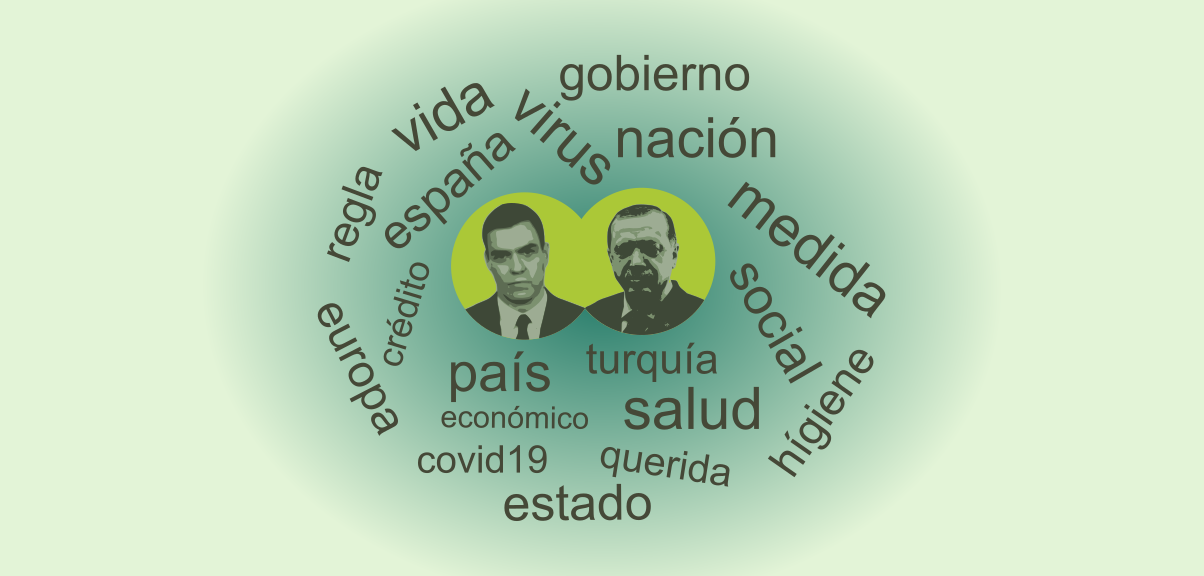 gobierno
vida
virus
nación
españa
regla
medida
crédito
social
europa
país
turquía
económico
salud
hígiene
covid19
querida
estado